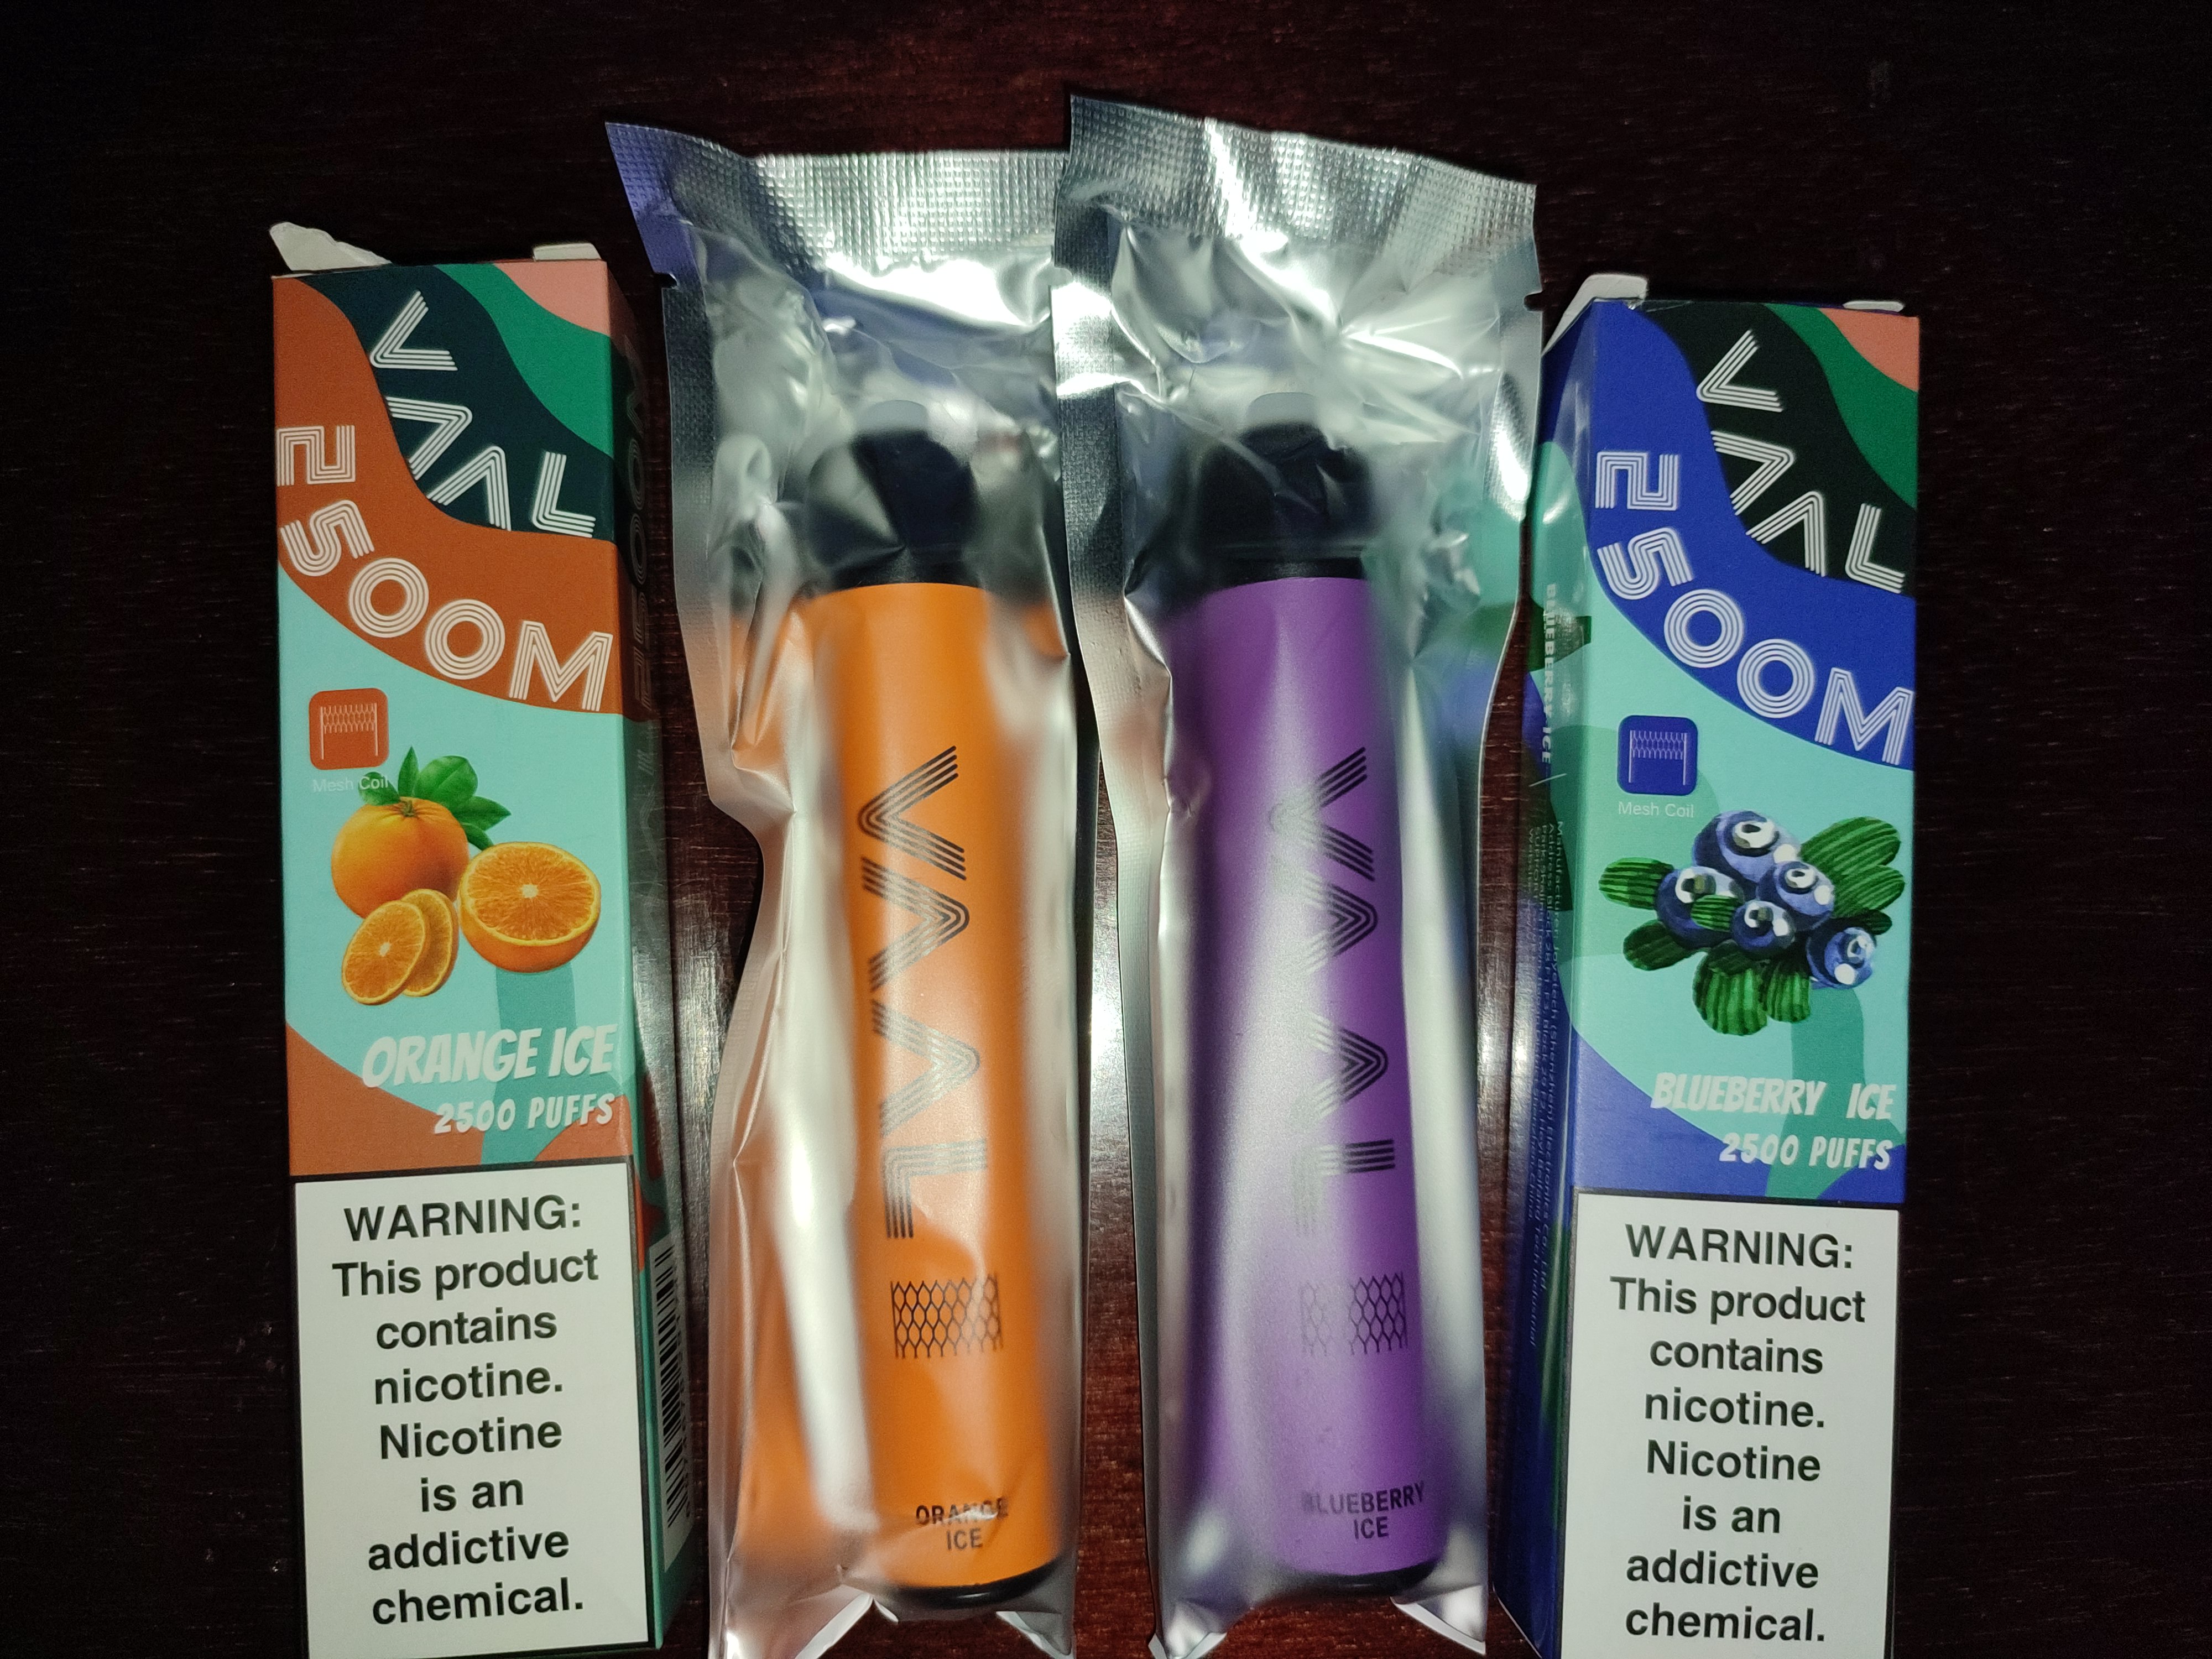 VAAL
2500M
Mesh Coil
ORANGE ICE
2500 PUFFS
WARNING:
This product
contains
nicotine.
Nicotine
is an
addictive
chemical.
VAAL
ORANGE
ICE
VAAL
BLUEBERRY
ICE
BLUEBERRY ICE
VAAL
2500M
Mesh Coil
BLUEBERRY ICE
2500 PUFFS
WARNING:
This product
contains
nicotine.
Nicotine
is an
addictive
chemical.